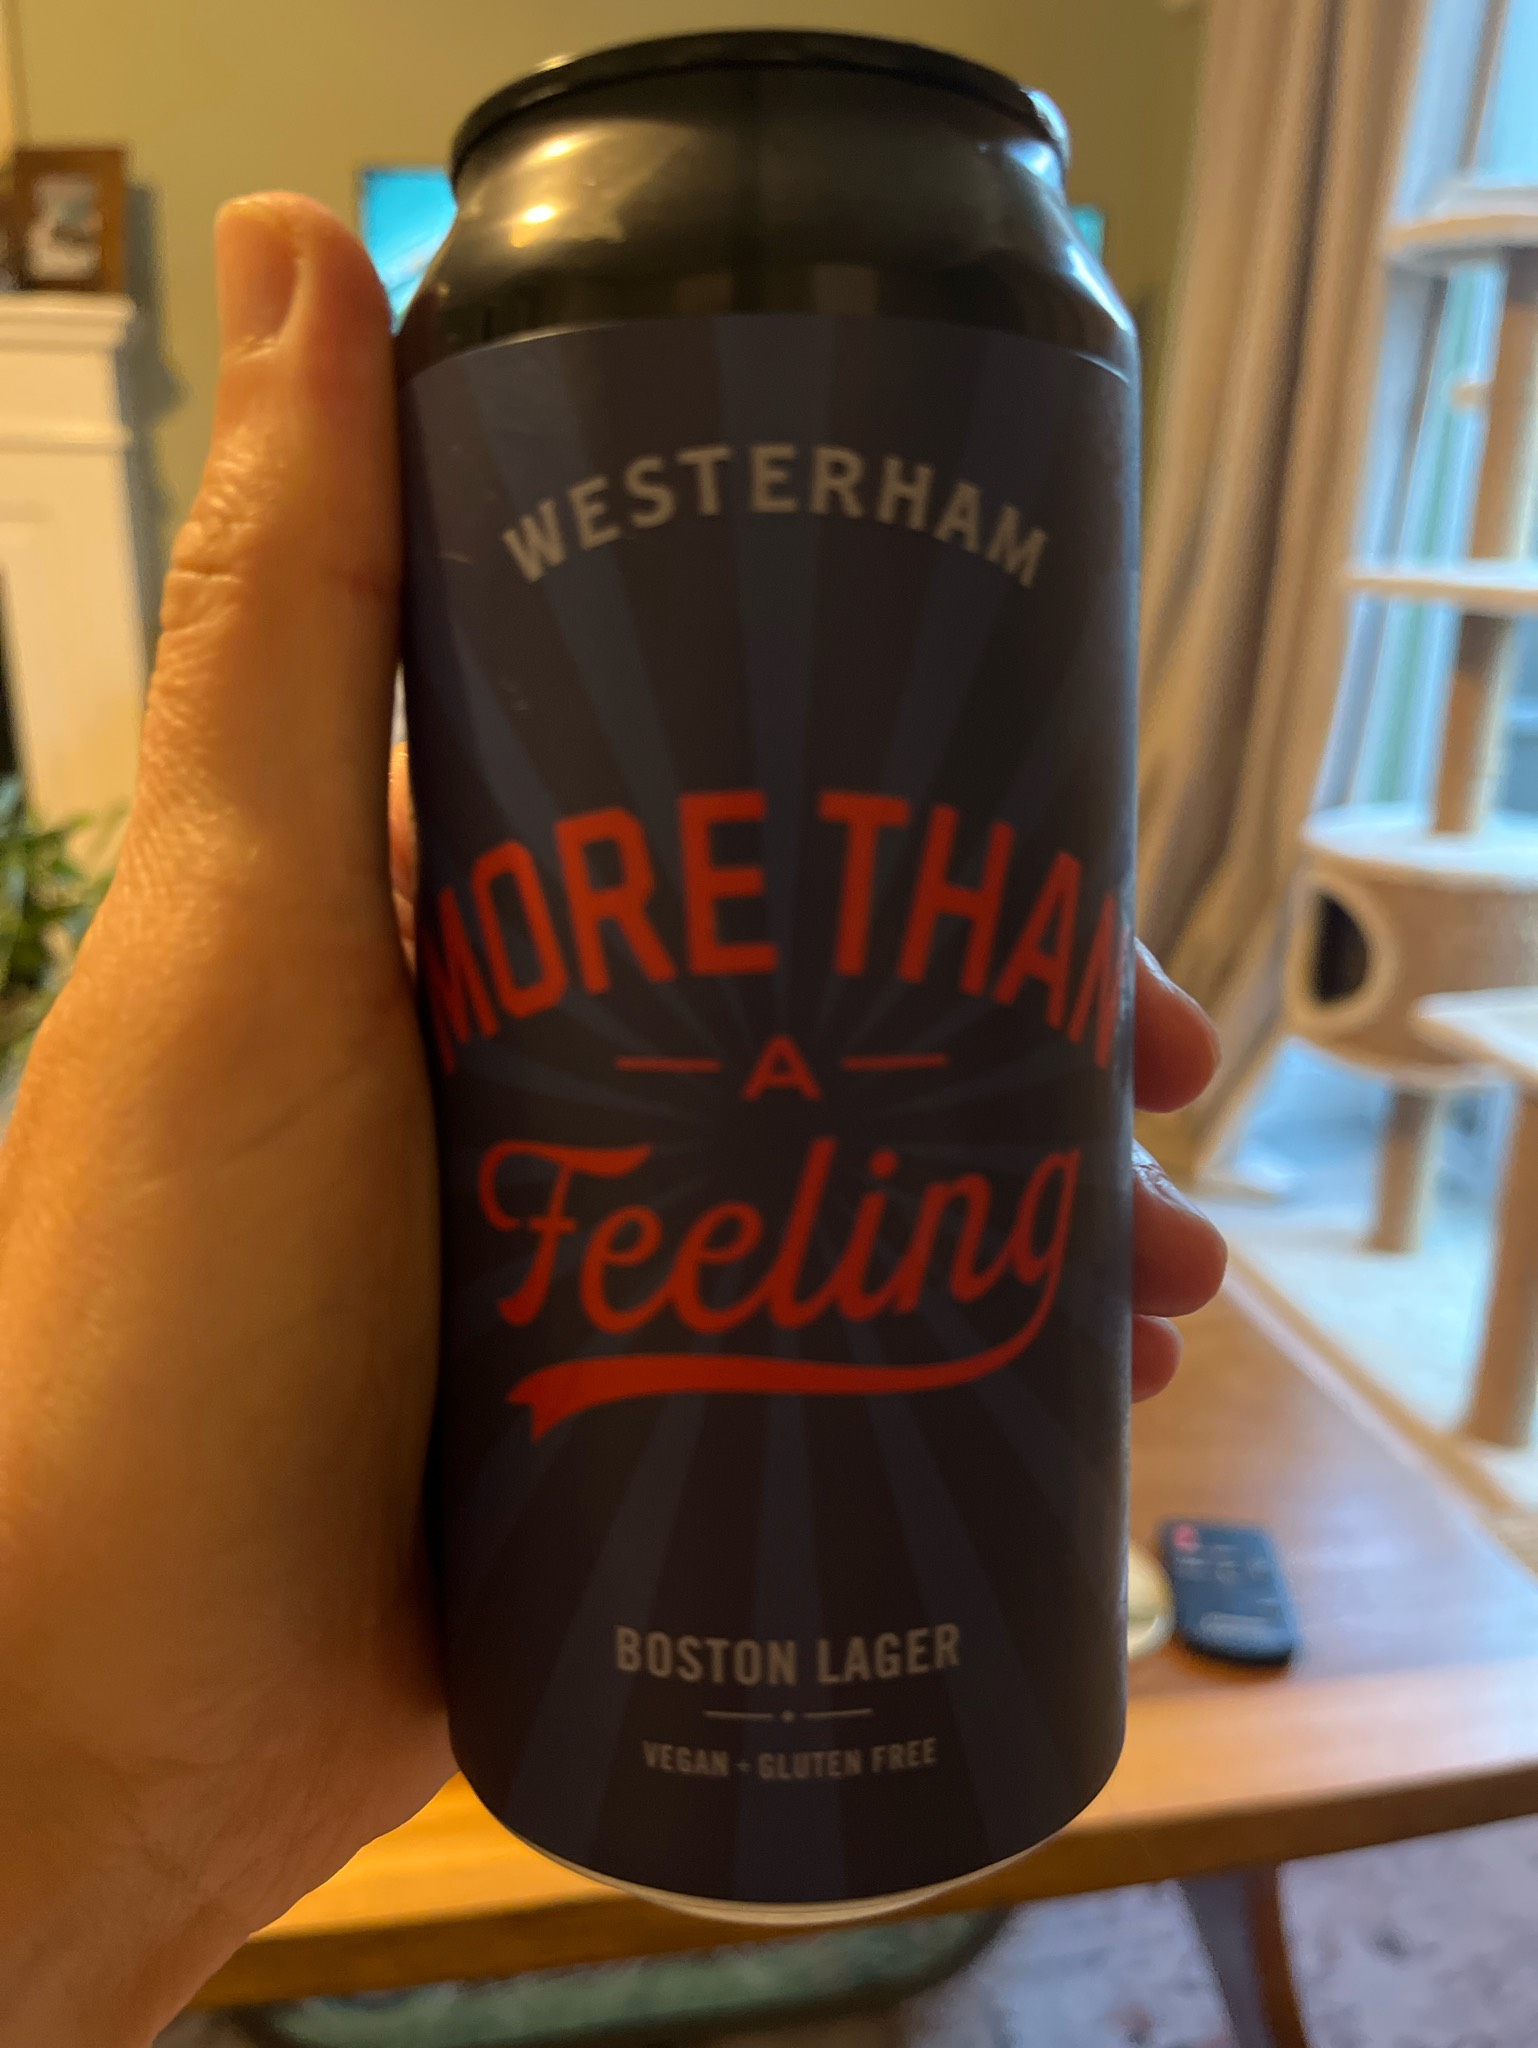 WESTERHAM
MORE THAN
A
Feeling
BOSTON LAGER
VEGAN + GLUTEN FREE